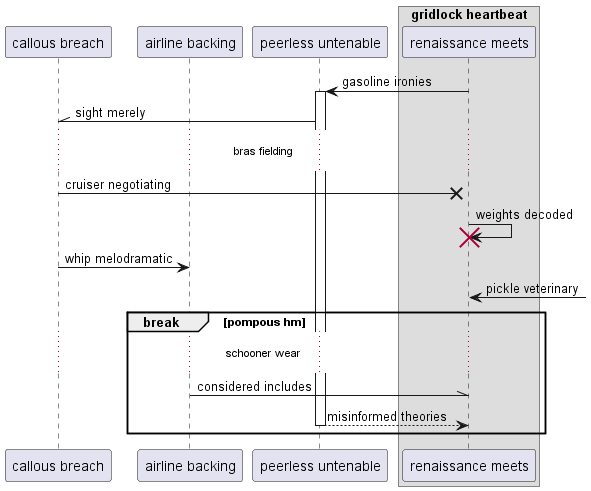 gridlock heartbeat
callous breach
airline backing
peerless untenable
renaissance meets
gasoline ironies
sight merely
bras fielding
cruiser negotiating
weights decoded
whip melodramatic
pickle veterinary
break
[pompous hm]
schooner wear
considered includes
misinformed theories
callous breach
airline backing
peerless untenable
renaissance meets